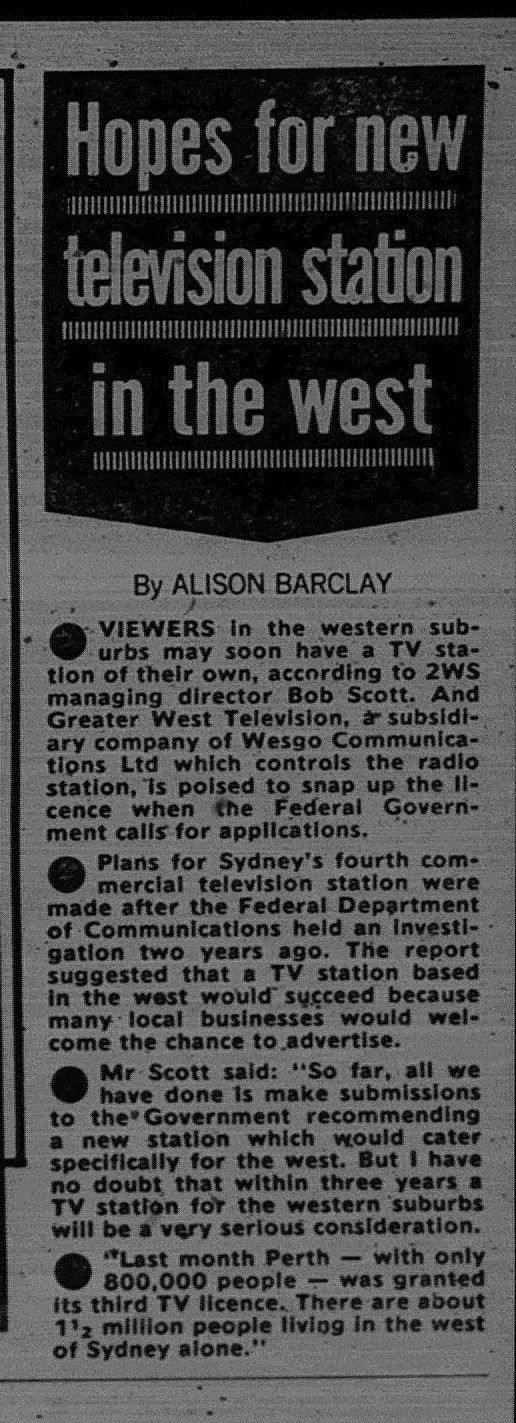 Hopes for new
television station
in the west
By ALISON BARCLAY
● VIEWERS in the western sub-
urbs may soon have a TV sta-
tion of their own, according to 2WS
managing director Bob Scott. And
Greater West Television, a subsidi-
ary company of Wesgo Communica-
tions Ltd which controls the radio
station, is poised to snap up the li-
cence when the Federal Govern-
ment calls for applications.
● Plans for Sydney's fourth com-
mercial television station were
made after the Federal Department
of Communications held an investi-
gation two years ago. The report
suggested that a TV station based
in the west would succeed because
many local businesses would wel-
come the chance to advertise.
● Mr Scott said: "So far, all we
have done is make submissions
to the Government recommending
a new station which would cater
specifically for the west. But I have
no doubt that within three years a
TV station for the western suburbs
will be a very serious consideration.
● "Last month Perth — with only
800,000 people — was granted
its third TV licence. There are about
1½ million people living in the west
of Sydney alone."